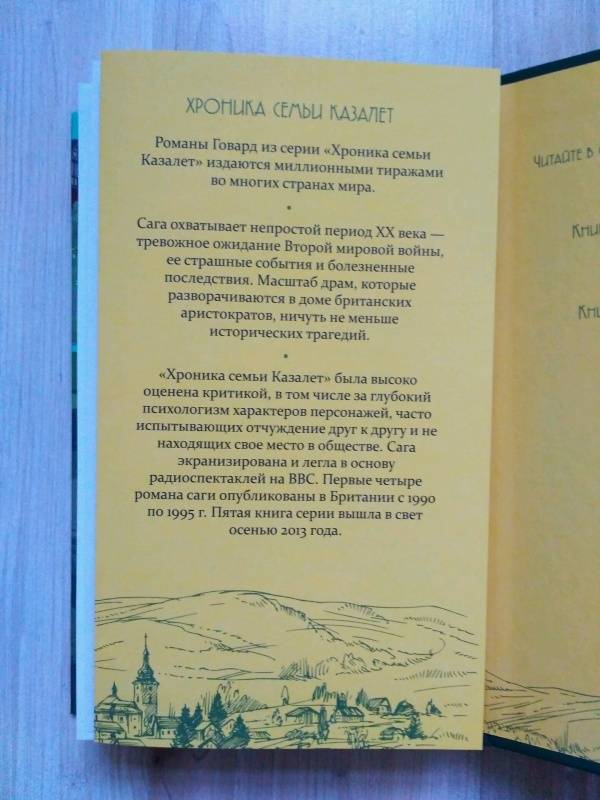 ХРОНИКА СЕМЬИ КАЗАЛЕТ
Романы Говард из серии «Хроника семьи
Казалет» издаются миллионными тиражами
во многих странах мира.
•
Сага охватывает непростой период XX века —
тревожное ожидание Второй мировой войны,
ее страшные события и болезненные
последствия. Масштаб драм, которые
разворачиваются в доме британских
аристократов, ничуть не меньше
исторических трагедий.
•
«Хроника семьи Казалет» была высоко
оценена критикой, в том числе за глубокий
психологизм характеров персонажей, часто
испытывающих отчуждение друг к другу и не
находящих свое место в обществе. Сага
экранизирована и легла в основу
радиоспектаклей на BBC. Первые четыре
романа саги опубликованы в Британии с 1990
по 1995 г. Пятая книга серии вышла в свет
осенью 2013 года.
ЧИТАЙТЕ В